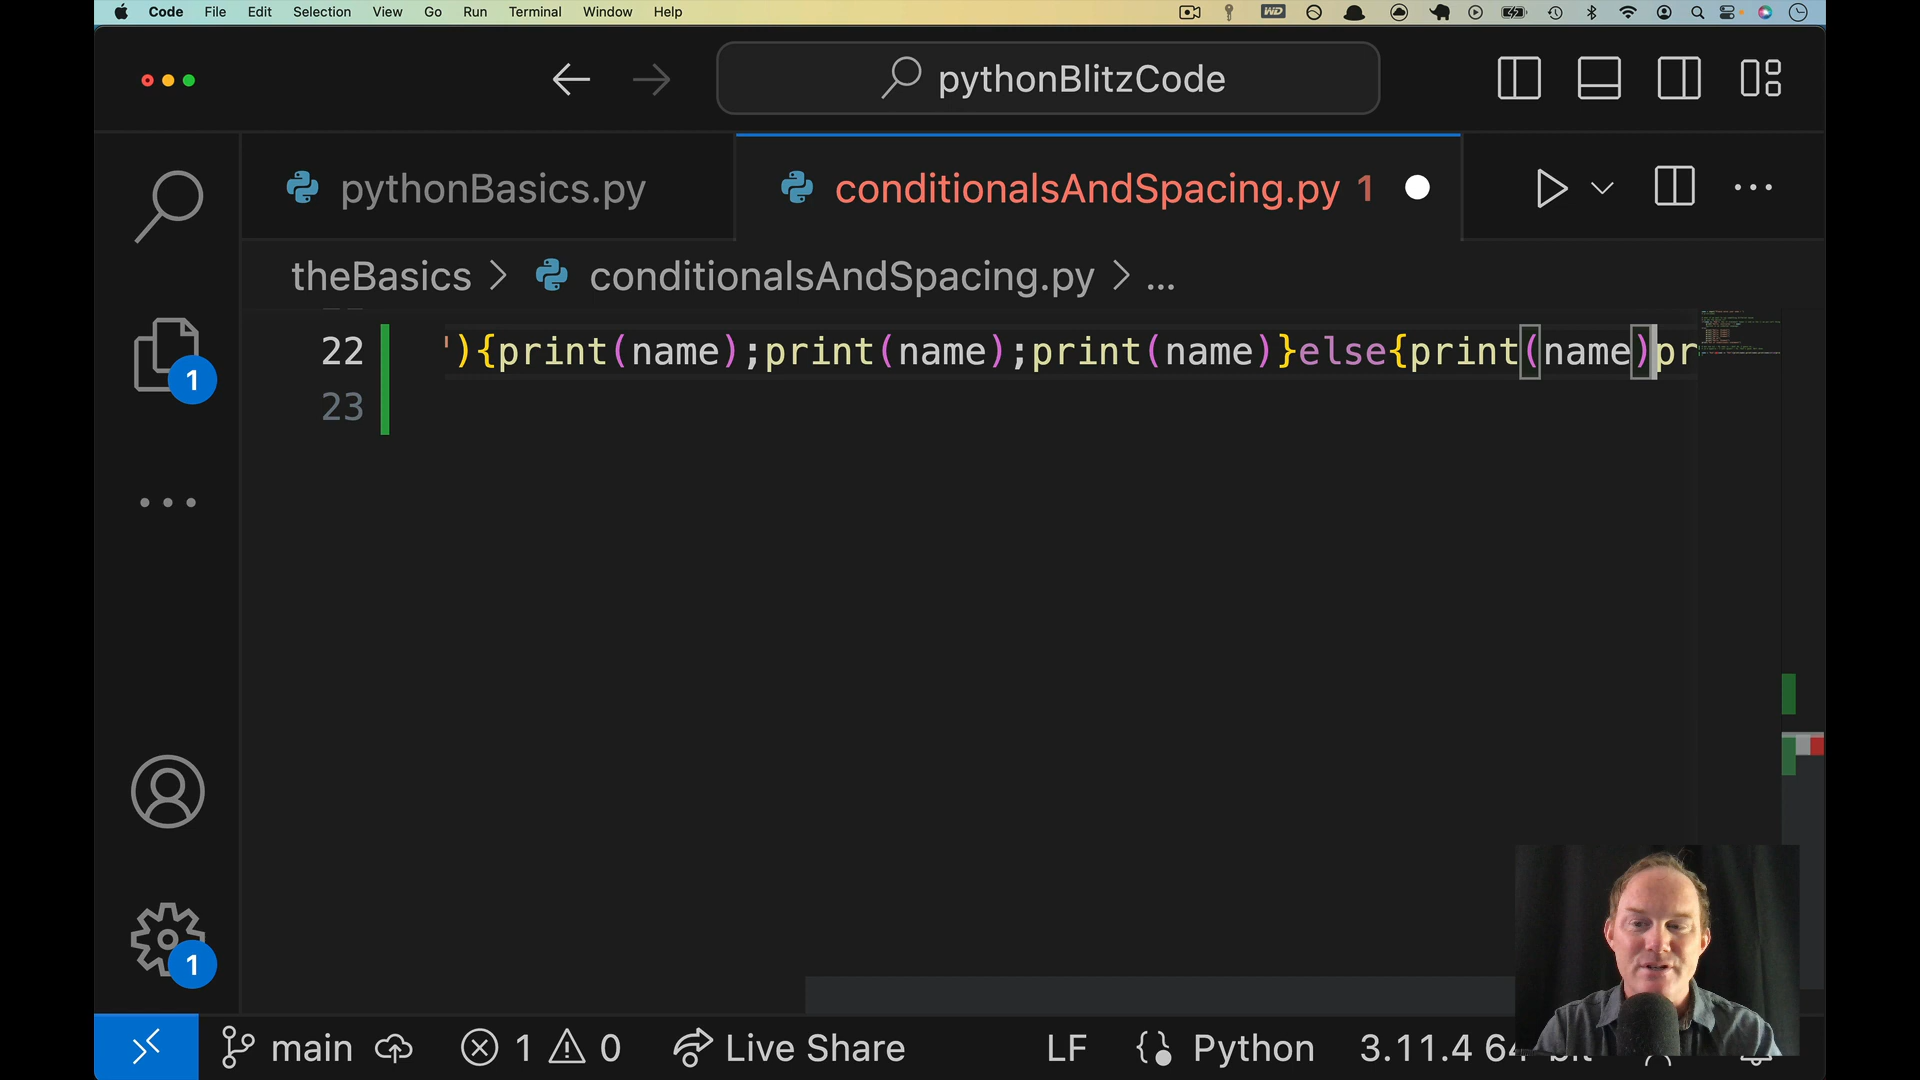 Code File Edit Selection View Go Run Terminal Window Help
WD
pythonBlitzCode
pythonBasics.py
conditionalsAndSpacing.py 1
theBasics > conditionalsAndSpacing.py > ...
22 '){print(name);print(name);print(name)}else{print(name)pr
23
1
1
main
1 0
Live Share
LF
Python
3.11.4 64-bit